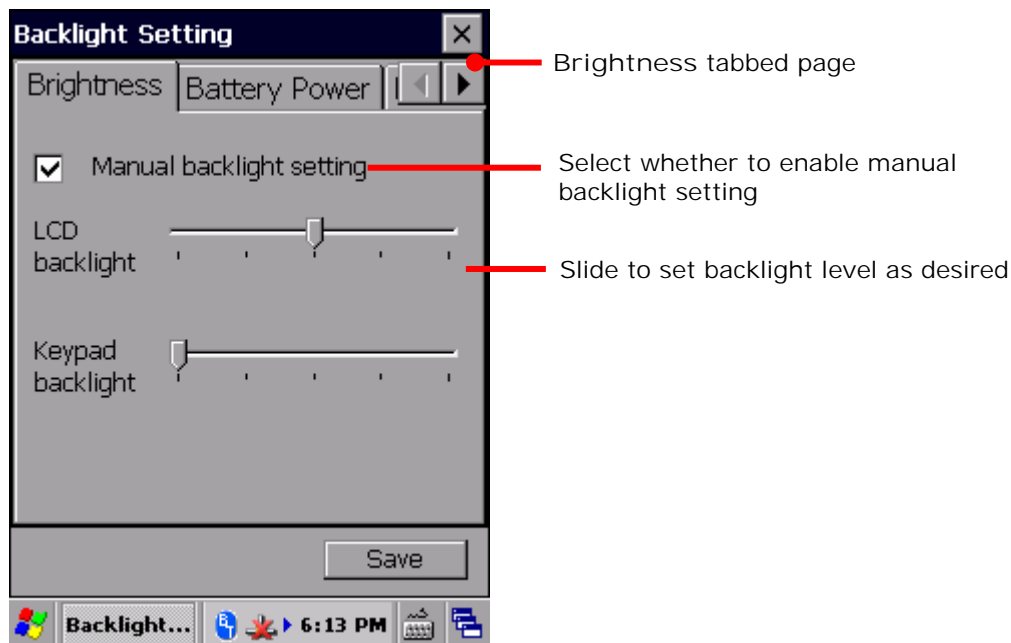 Backlight Setting
Brightness tabbed page
Brightness
Battery Power
Manual backlight setting
Select whether to enable manual
backlight setting
LCD
backlight
Slide to set backlight level as desired
Keypad
backlight
Save
Backlight...
6:13 PM